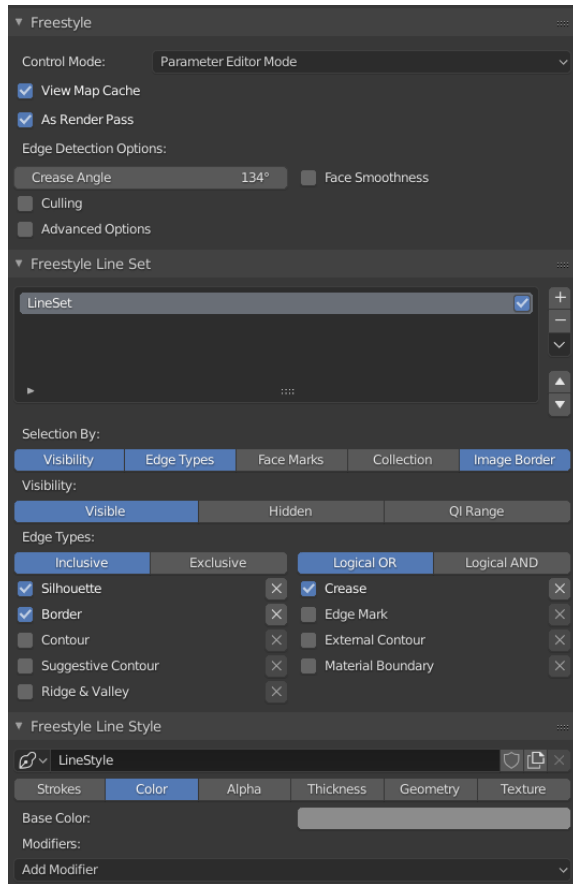 Freestyle
Control Mode: Parameter Editor Mode
View Map Cache
As Render Pass
Edge Detection Options:
Crease Angle 134° Face Smoothness
Culling
Advanced Options
Freestyle Line Set
LineSet
Selection By:
Visibility Edge Types Face Marks Collection Image Border
Visibility:
Visible Hidden QI Range
Edge Types:
Inclusive Exclusive Logical OR Logical AND
Silhouette Crease
Border Edge Mark
Contour External Contour
Suggestive Contour Material Boundary
Ridge & Valley
Freestyle Line Style
LineStyle
Strokes Color Alpha Thickness Geometry Texture
Base Color:
Modifiers:
Add Modifier